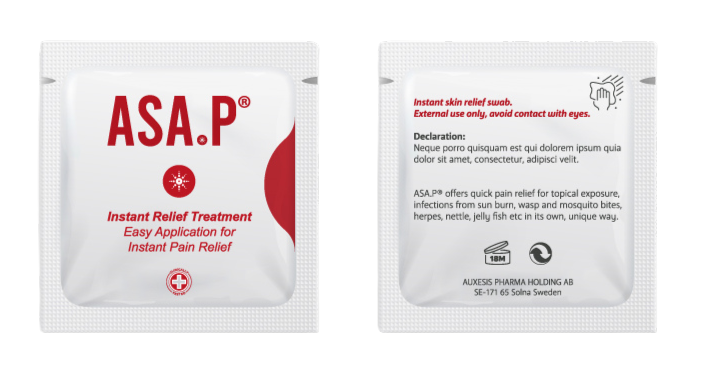 ASA.P®
Instant Relief Treatment
Easy Application for
Instant Pain Relief
Instant skin relief swab.
External use only, avoid contact with eyes.
Declaration:
Neque porro quisquam est qui dolorem ipsum quia
dolor sit amet, consectetur, adipisci velit.
ASA.P® offers quick pain relief for topical exposure,
infections from sun burn, wasp and mosquito bites,
herpes, nettle, jelly fish etc in its own, unique way.
18M
AUXESIS PHARMA HOLDING AB
SE-171 65 Solna Sweden